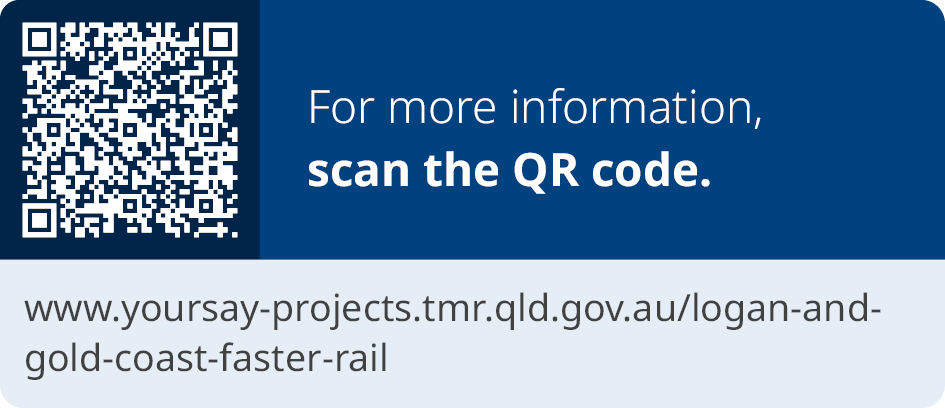 For more information,
scan the QR code.
www.yoursay-projects.tmr.qld.gov.au/logan-and-
gold-coast-faster-rail